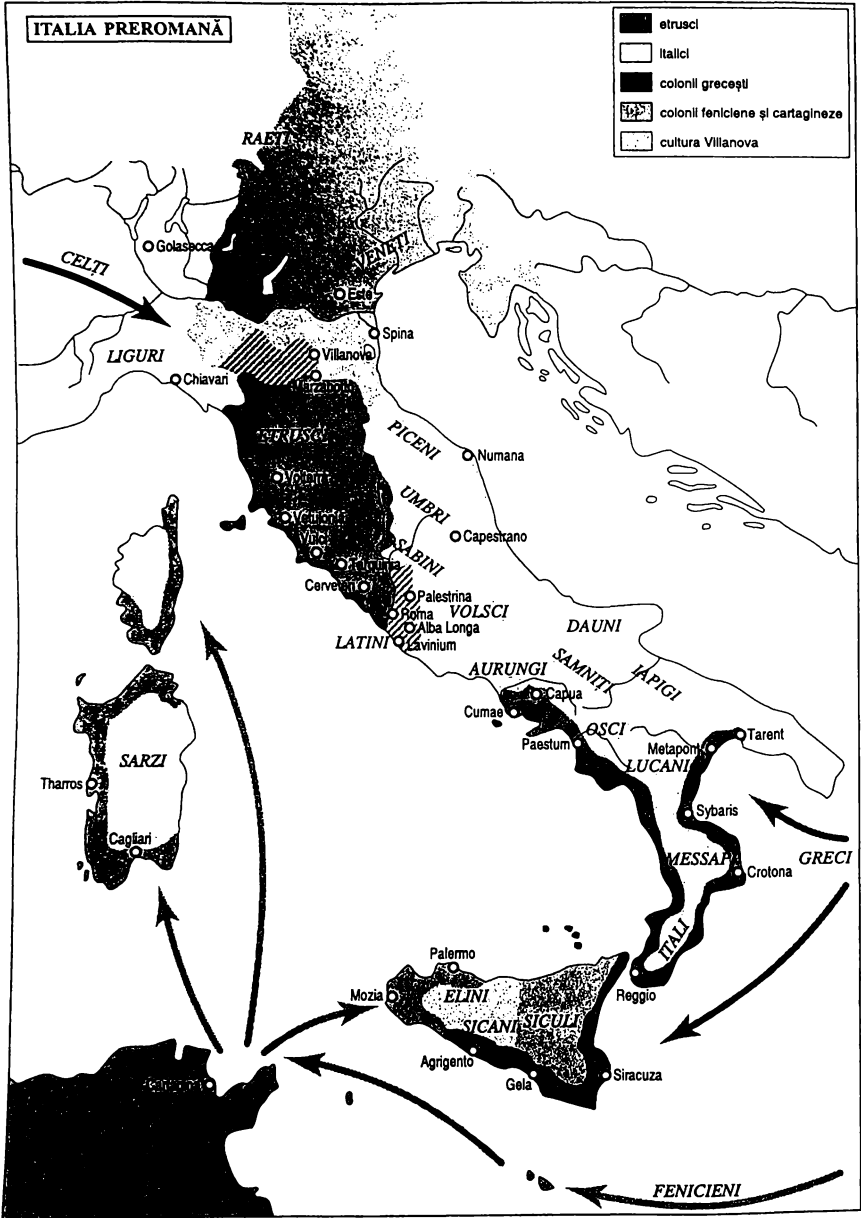 ITALIA PREROMANĂ
etrusci
italici
colonii grecești
colonii feniciene și cartagineze
cultura Villanova
RAEȚI
Golasecca
VENEȚI
CELȚI
Este
Spina
Villanova
LIGURI
Chiavari
Marzabotto
ETRUSCI
PICENI
Numana
Volterra
UMBRI
Vetulonia
Capestrano
Vulci
SABINI
Tarquinia
Cerveteri
Palestrina
Roma
VOLSCI
Alba Longa
DAUNI
LATINI
Lavinium
AURUNGI
SAMNIȚI
IAPIGI
Capua
Cumae
OSCI
Paestum
Metapont
Tarent
LUCANI
SARZI
Tharros
Sybaris
Cagliari
MESSAPI
GRECI
Crotona
ITALI
Palermo
Reggio
Mozia
ELINI
SICANI
SICULI
Agrigento
Gela
Siracuza
Cartagina
FENICIENI